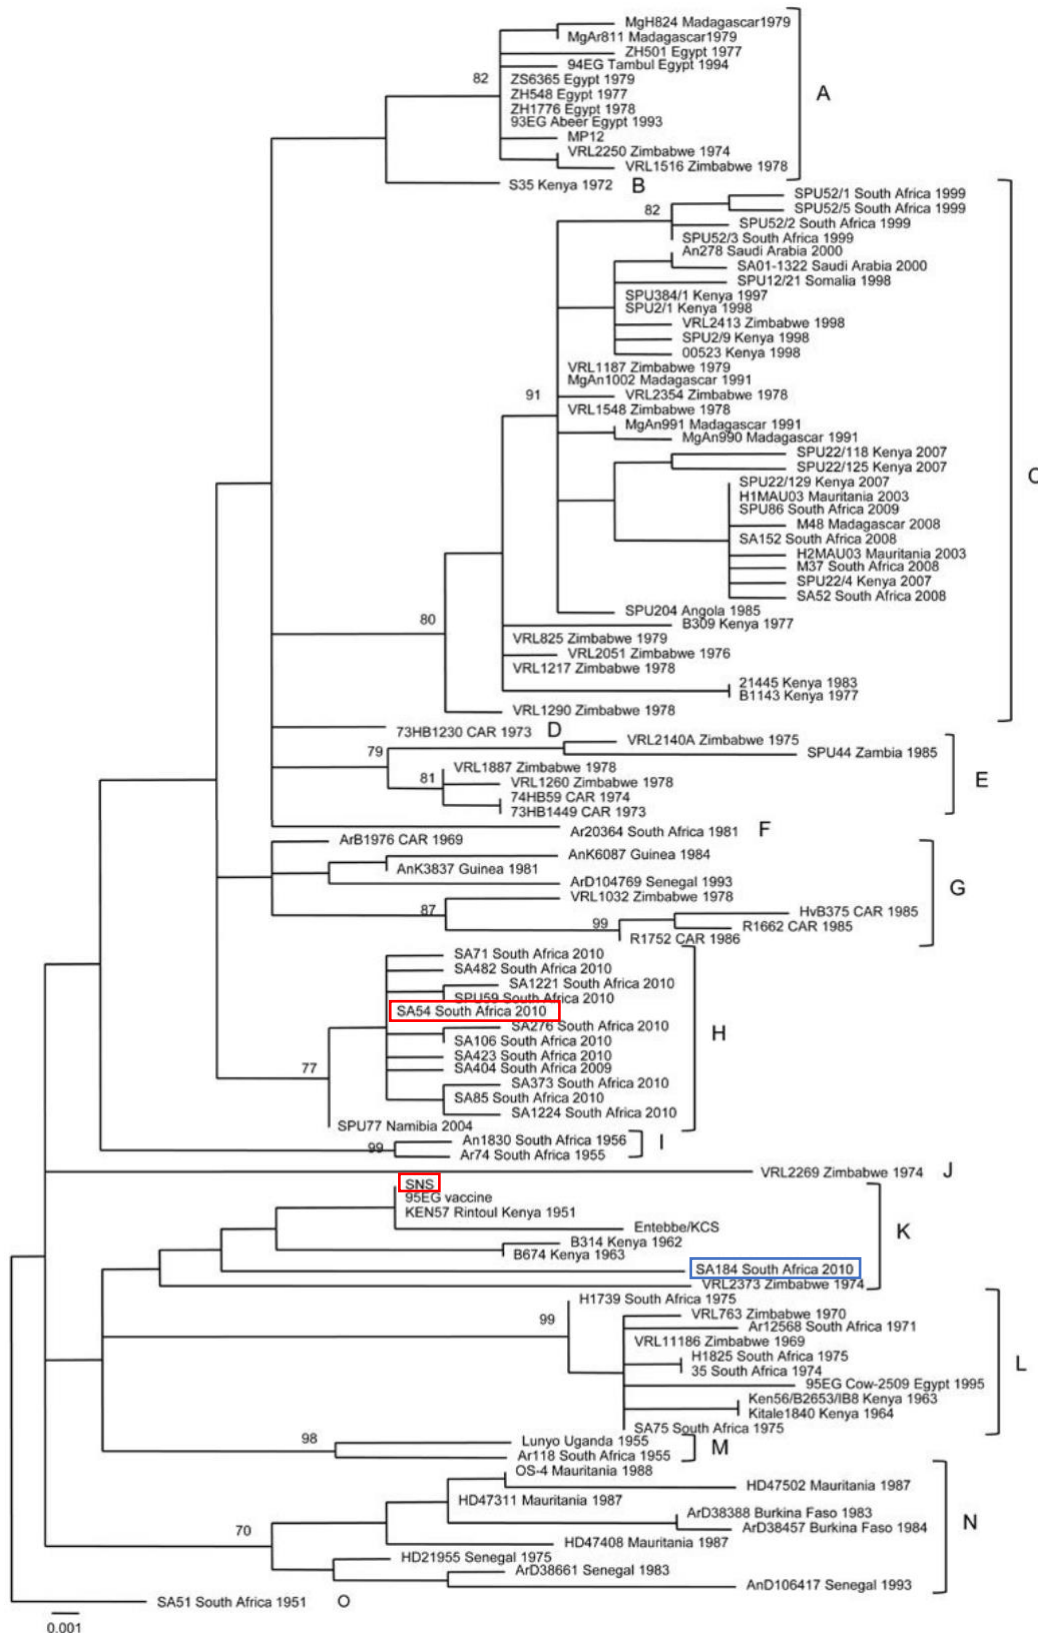 MgH824 Madagascar1979
MgAr811 Madagascar1979
ZH501 Egypt 1977
94EG Tambul Egypt 1994
82
ZS6365 Egypt 1979
ZH548 Egypt 1977
A
ZH1776 Egypt 1978
93EG Abeer Egypt 1993
MP12
VRL2250 Zimbabwe 1974
VRL1516 Zimbabwe 1978
S35 Kenya 1972
B
SPU52/1 South Africa 1999
82
SPU52/5 South Africa 1999
SPU52/2 South Africa 1999
SPU52/3 South Africa 1999
An278 Saudi Arabia 2000
SA01-1322 Saudi Arabia 2000
SPU12/21 Somalia 1998
SPU384/1 Kenya 1997
SPU2/1 Kenya 1998
VRL2413 Zimbabwe 1998
SPU2/9 Kenya 1998
00523 Kenya 1998
VRL1187 Zimbabwe 1979
MgAn1002 Madagascar 1991
91
VRL2354 Zimbabwe 1978
VRL1548 Zimbabwe 1978
MgAn991 Madagascar 1991
MgAn990 Madagascar 1991
SPU22/118 Kenya 2007
SPU22/125 Kenya 2007
C
SPU22/129 Kenya 2007
H1MAU03 Mauritania 2003
SPU86 South Africa 2009
M48 Madagascar 2008
SA152 South Africa 2008
H2MAU03 Mauritania 2003
M37 South Africa 2008
SPU22/4 Kenya 2007
SA52 South Africa 2008
SPU204 Angola 1985
80
B309 Kenya 1977
VRL825 Zimbabwe 1979
VRL2051 Zimbabwe 1976
VRL1217 Zimbabwe 1978
21445 Kenya 1983
B1143 Kenya 1977
VRL1290 Zimbabwe 1978
73HB1230 CAR 1973
D
VRL2140A Zimbabwe 1975
79
SPU44 Zambia 1985
VRL1887 Zimbabwe 1978
81
VRL1260 Zimbabwe 1978
E
74HB59 CAR 1974
73HB1449 CAR 1973
Ar20364 South Africa 1981
F
ArB1976 CAR 1969
AnK6087 Guinea 1984
AnK3837 Guinea 1981
ArD104769 Senegal 1993
G
VRL1032 Zimbabwe 1978
87
HvB375 CAR 1985
99
R1662 CAR 1985
R1752 CAR 1986
SA71 South Africa 2010
SA482 South Africa 2010
SA1221 South Africa 2010
SPU59 South Africa 2010
SA54 South Africa 2010
SA276 South Africa 2010
H
SA106 South Africa 2010
SA423 South Africa 2010
77
SA404 South Africa 2009
SA373 South Africa 2010
SA85 South Africa 2010
SA1224 South Africa 2010
SPU77 Namibia 2004
An1830 South Africa 1956
I
99
Ar74 South Africa 1955
VRL2269 Zimbabwe 1974
J
SNS
95EG vaccine
KEN57 Rintoul Kenya 1951
Entebbe/KCS
K
B314 Kenya 1962
B674 Kenya 1963
SA184 South Africa 2010
VRL2373 Zimbabwe 1974
H1739 South Africa 1975
99
VRL763 Zimbabwe 1970
Ar12568 South Africa 1971
VRL11186 Zimbabwe 1969
H1825 South Africa 1975
L
35 South Africa 1974
95EG Cow-2509 Egypt 1995
Ken56/B2653/IB8 Kenya 1963
Kitale1840 Kenya 1964
SA75 South Africa 1975
98
Lunyo Uganda 1955
M
Ar118 South Africa 1955
OS-4 Mauritania 1988
HD47502 Mauritania 1987
HD47311 Mauritania 1987
ArD38388 Burkina Faso 1983
N
ArD38457 Burkina Faso 1984
70
HD47408 Mauritania 1987
HD21955 Senegal 1975
ArD38661 Senegal 1983
AnD106417 Senegal 1993
SA51 South Africa 1951
O
0.001